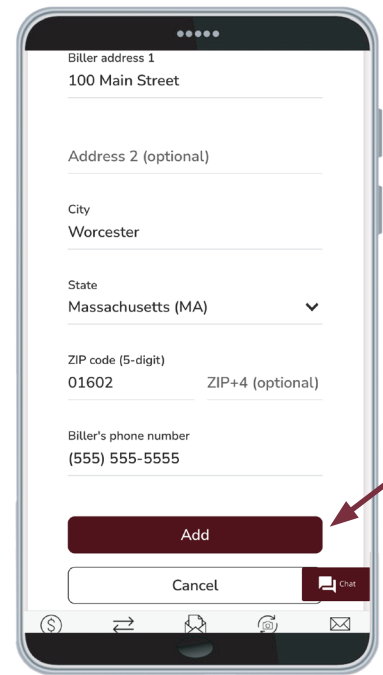 Biller address 1
100 Main Street
Address 2 (optional)
City
Worcester
State
Massachusetts (MA)
ZIP code (5-digit)
01602 ZIP+4 (optional)
Biller's phone number
(555) 555-5555
Add
Cancel
Chat